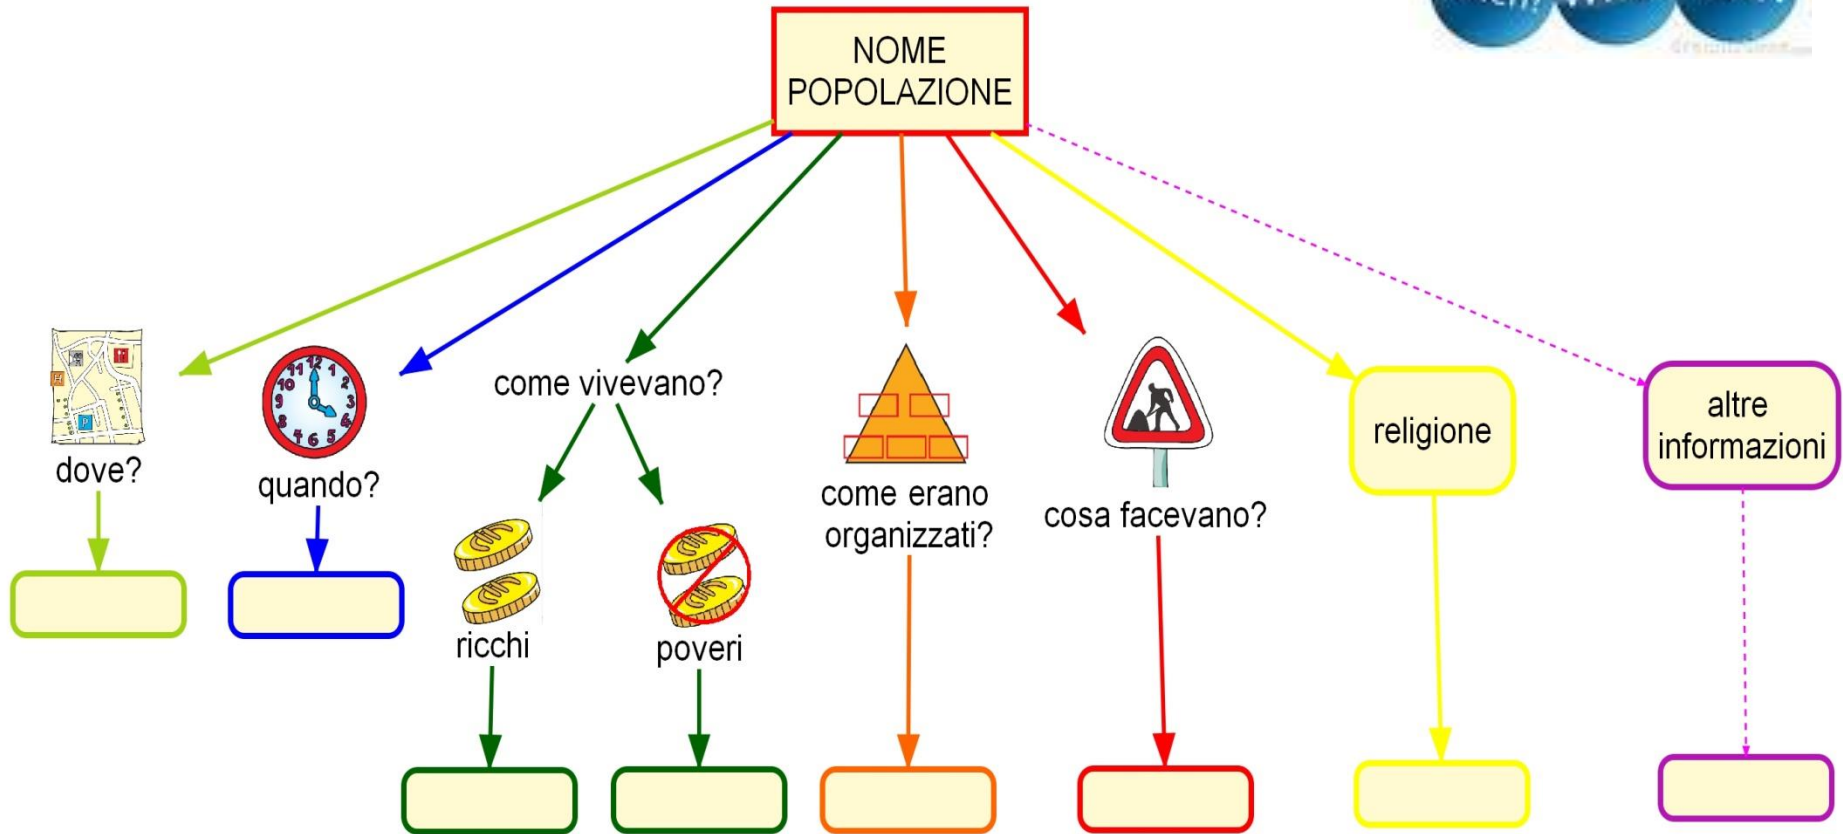 NOME
POPOLAZIONE
dove?
quando?
come vivevano?
ricchi
poveri
come erano
organizzati?
cosa facevano?
religione
altre
informazioni